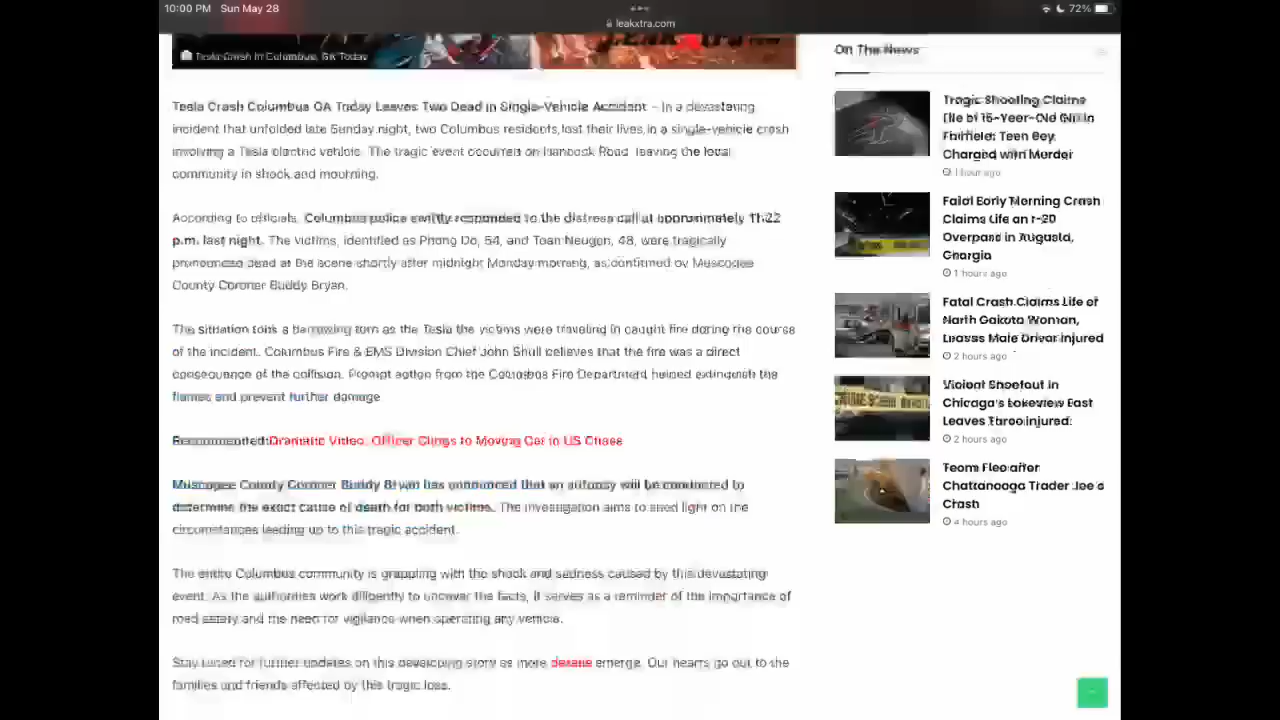 10:00 PM Sun May 28
72%
leakxtra.com
Tesla Crash in Columbus, GA Today
On The News
Tesla Crash Columbus GA Today Leaves Two Dead in Single-Vehicle Accident – In a devastating
incident that unfolded late Sunday night, two Columbus residents lost their lives in a single-vehicle crash
involving a Tesla electric vehicle. The tragic event occurred on Road, leaving the local
community in shock and mourning.
According to officials, Columbus police swiftly responded to the distress call at approximately 11:22
p.m. last night. The victims, identified as Phong Do, 54, and Toan 48, were tragically
pronounced dead at the scene shortly after midnight Monday morning, as confirmed by Muscogee
County Coroner Buddy Bryan.
The situation took a harrowing turn as the Tesla the victims were traveling in caught fire during the course
of the incident. Columbus Fire & EMS Division Chief John Shull believes that the fire was a direct
consequence of the collision. Prompt action from the Columbus Fire Department helped extinguish the
flames and prevent further damage
Recommented: Dramatic Video, Officer Clings to Moving Car in US Chase
Muscogee County Coroner Buddy Bryan has announced that an autopsy will be conducted to
determine the exact cause of death for both victims. The investigation aims to shed light on the
circumstances leading up to this tragic accident.
The entire Columbus community is grappling with the shock and sadness caused by this devastating
event. As the authorities work diligently to uncover the facts, it serves as a reminder of the importance of
road safety and the need for vigilance when operating any vehicle.
Stay tuned for further updates on this developing story as more emerge. Our hearts go out to the
families and friends affected by this tragic loss.
Tragic Shooting Claims
Life of 15-Year-Old Girl in
Fairfield; Teen Boy
Charged with Murder
1 hour ago
Fatal Early Morning Crash
Claims Life on I-20
Overpass in Augusta,
Georgia
1 hours ago
Fatal Crash Claims Life of
North Dakota Woman,
Leaves Male Driver Injured
2 hours ago
Violent Shootout in
Chicago's Lakeview East
Leaves Three Injured
2 hours ago
Teens Flee after
Chattanooga Trader Joe's
Crash
4 hours ago